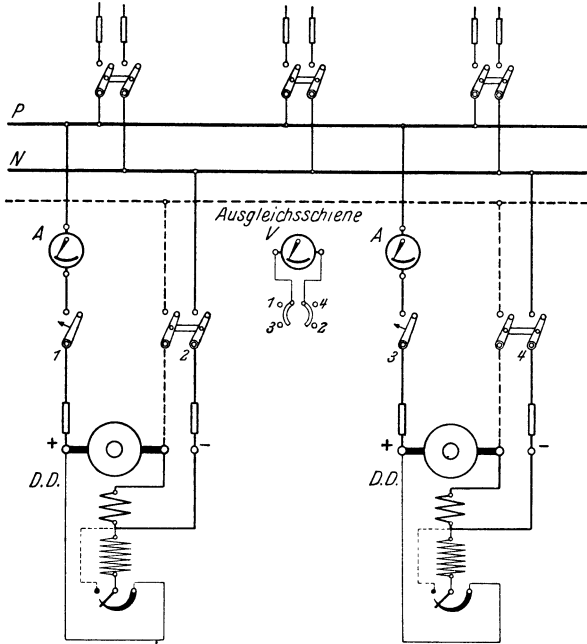 P
N
Ausgleichsschiene
A V A
1 4
3 2
1 2 3 4
+ - + -
D.D. D.D.